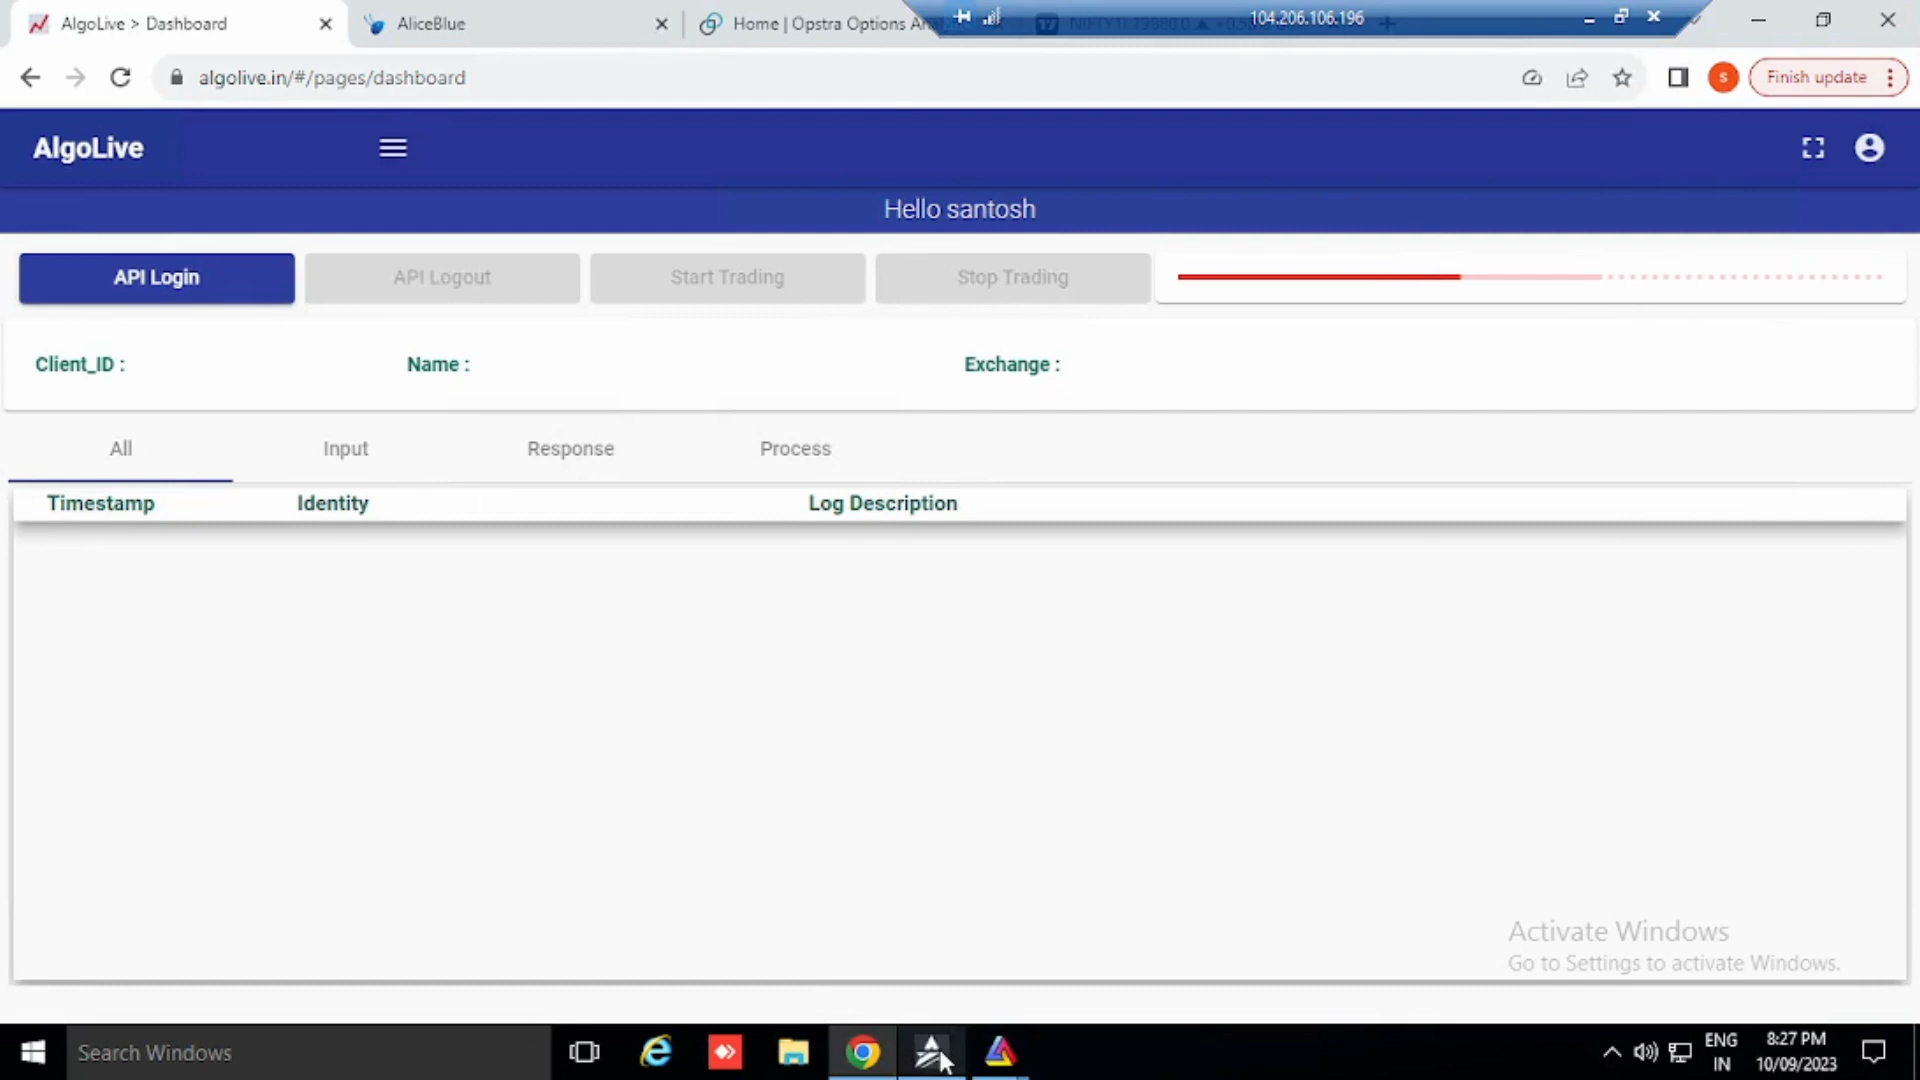 AlgoLive > Dashboard
AliceBlue
Home | Opstra Options Ana
104.206.106.196
algolive.in/#/pages/dashboard
S
Finish update
AlgoLive
Hello santosh
API Login
API Logout
Start Trading
Stop Trading
Client_ID :
Name :
Exchange :
All
Input
Response
Process
Timestamp
Identity
Log Description
Activate Windows
Go to Settings to activate Windows.
Search Windows
ENG
IN
8:27 PM
10/09/2023